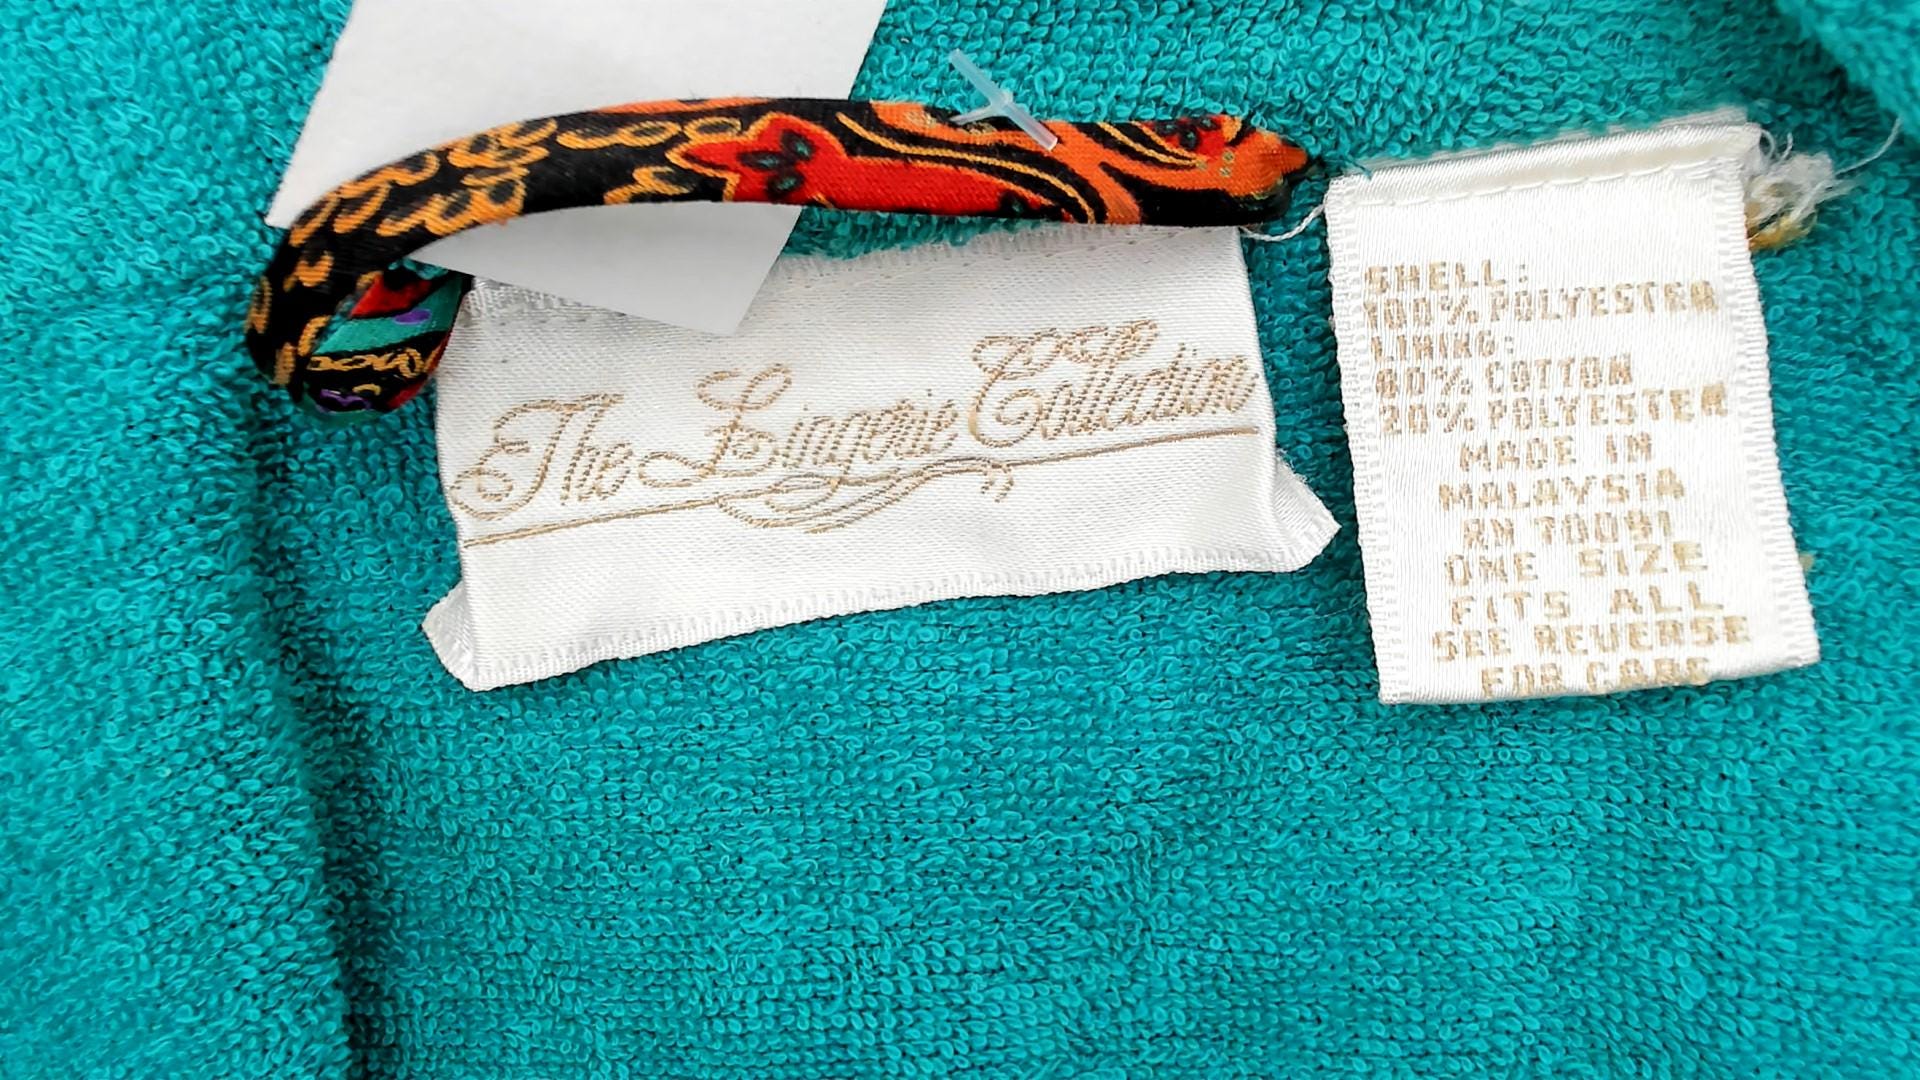 The Lingerie Collection
SHELL:
100% POLYESTER
LINING:
80% COTTON
20% POLYESTER
MADE IN
MALAYSIA
RN 70091
ONE SIZE
FITS ALL
SEE REVERSE
FOR CARE